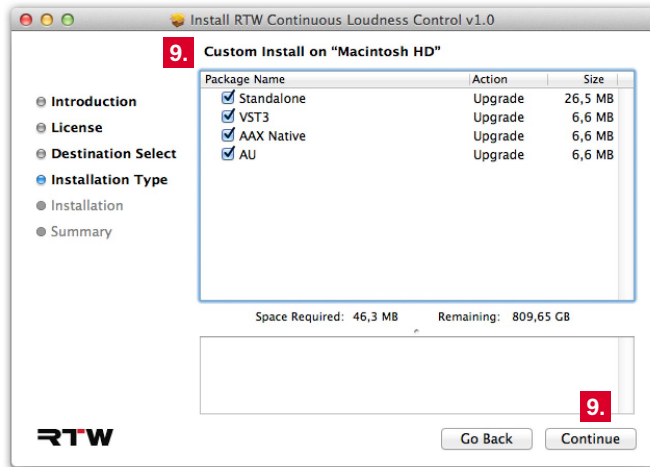 Install RTW Continuous Loudness Control v1.0
9. Custom Install on “Macintosh HD”
Introduction
License
Destination Select
Installation Type
Installation
Summary
Package Name Action Size
Standalone Upgrade 26,5 MB
VST3 Upgrade 6,6 MB
AAX Native Upgrade 6,6 MB
AU Upgrade 6,6 MB
Space Required: 46,3 MB Remaining: 809,65 GB
9.
RTW
Go Back Continue